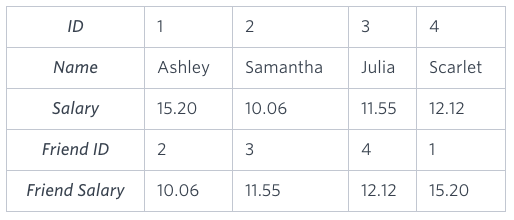 ID 1 2 3 4
Name Ashley Samantha Julia Scarlet
Salary 15.20 10.06 11.55 12.12
Friend ID 2 3 4 1
Friend Salary 10.06 11.55 12.12 15.20